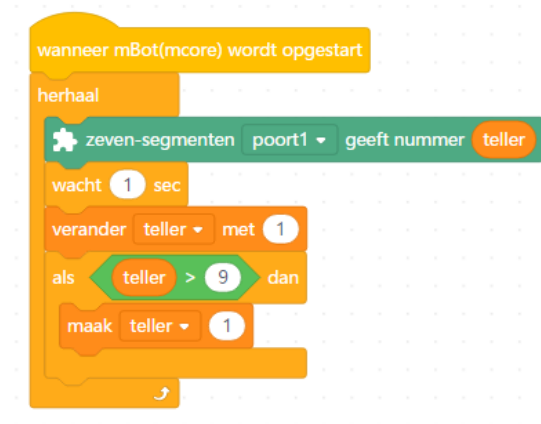 wanneer mBot(mcore) wordt opgestart
herhaal
zeven-segmenten poort1 geeft nummer teller
wacht 1 sec
verander teller met 1
als teller > 9 dan
maak teller 1